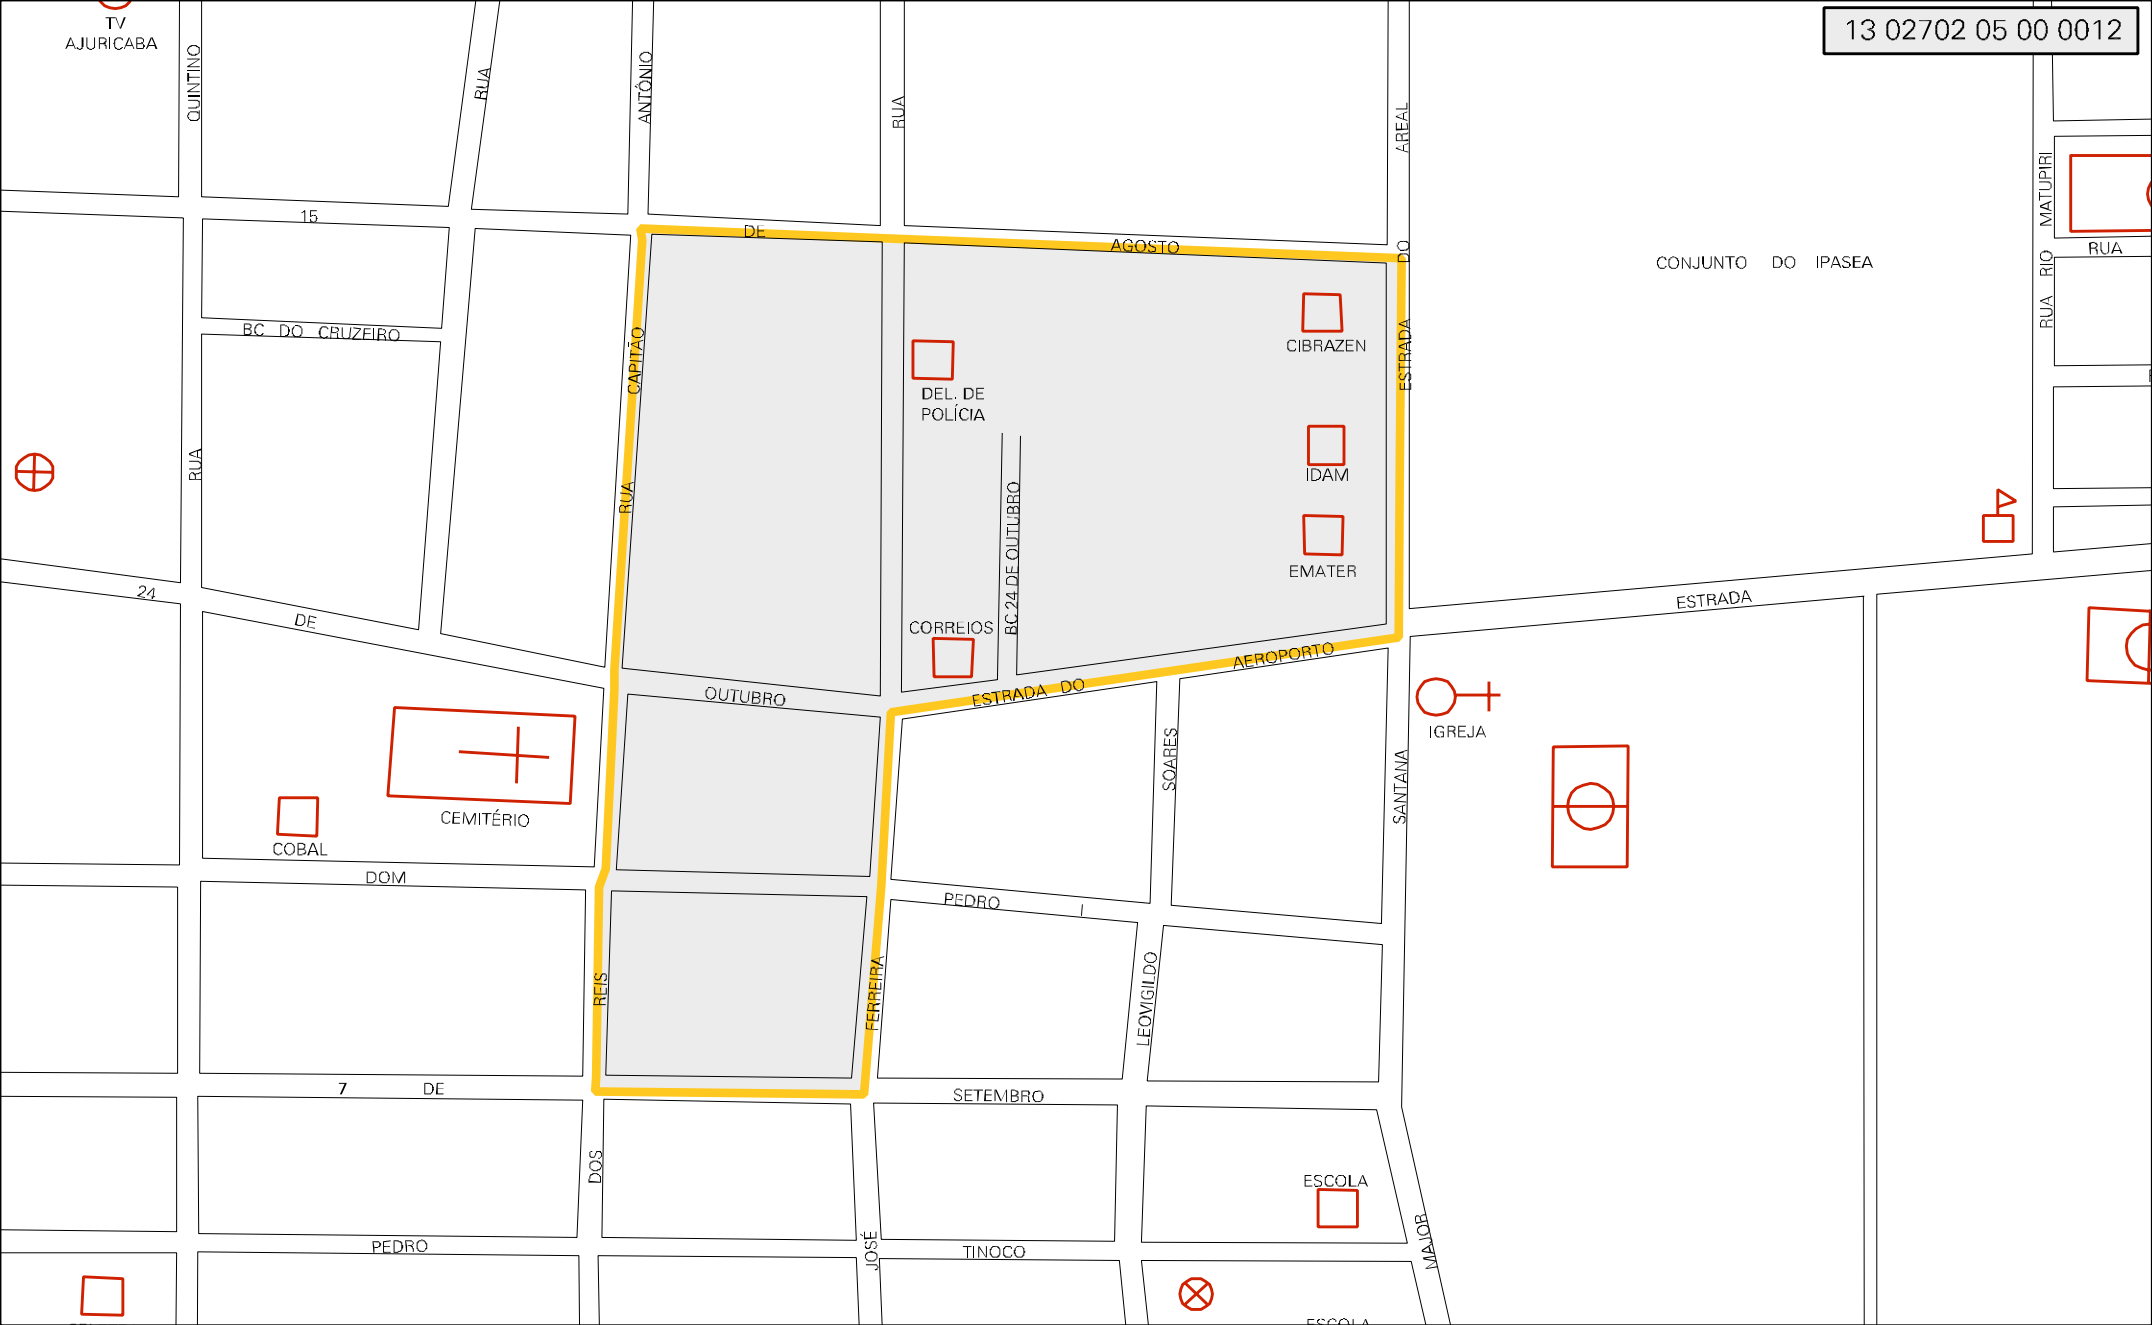 13 02702 05 00 0012
TV
AJURICABA
QUINTINO
RUA
ANTÔNIO
RUA
AREAL
RUA RIO MATUPIRI
15
DE
AGOSTO
DO
RUA
CONJUNTO DO IPASEA
BC DO CRUZEIRO
CAPITÃO
CIBRAZEN
ESTRADA
DEL. DE
POLÍCIA
RUA
RUA
IDAM
BC 24 DE OUTUBRO
EMATER
24
DE
OUTUBRO
CORREIOS
ESTRADA DO
AEROPORTO
ESTRADA
IGREJA
SOARES
SANTANA
CEMITÉRIO
COBAL
DOM
PEDRO
I
REIS
FERREIRA
LEOVIGILDO
7 DE
SETEMBRO
DOS
ESCOLA
JOSÉ
MAJOR
PEDRO
TINOCO
ESCOLA